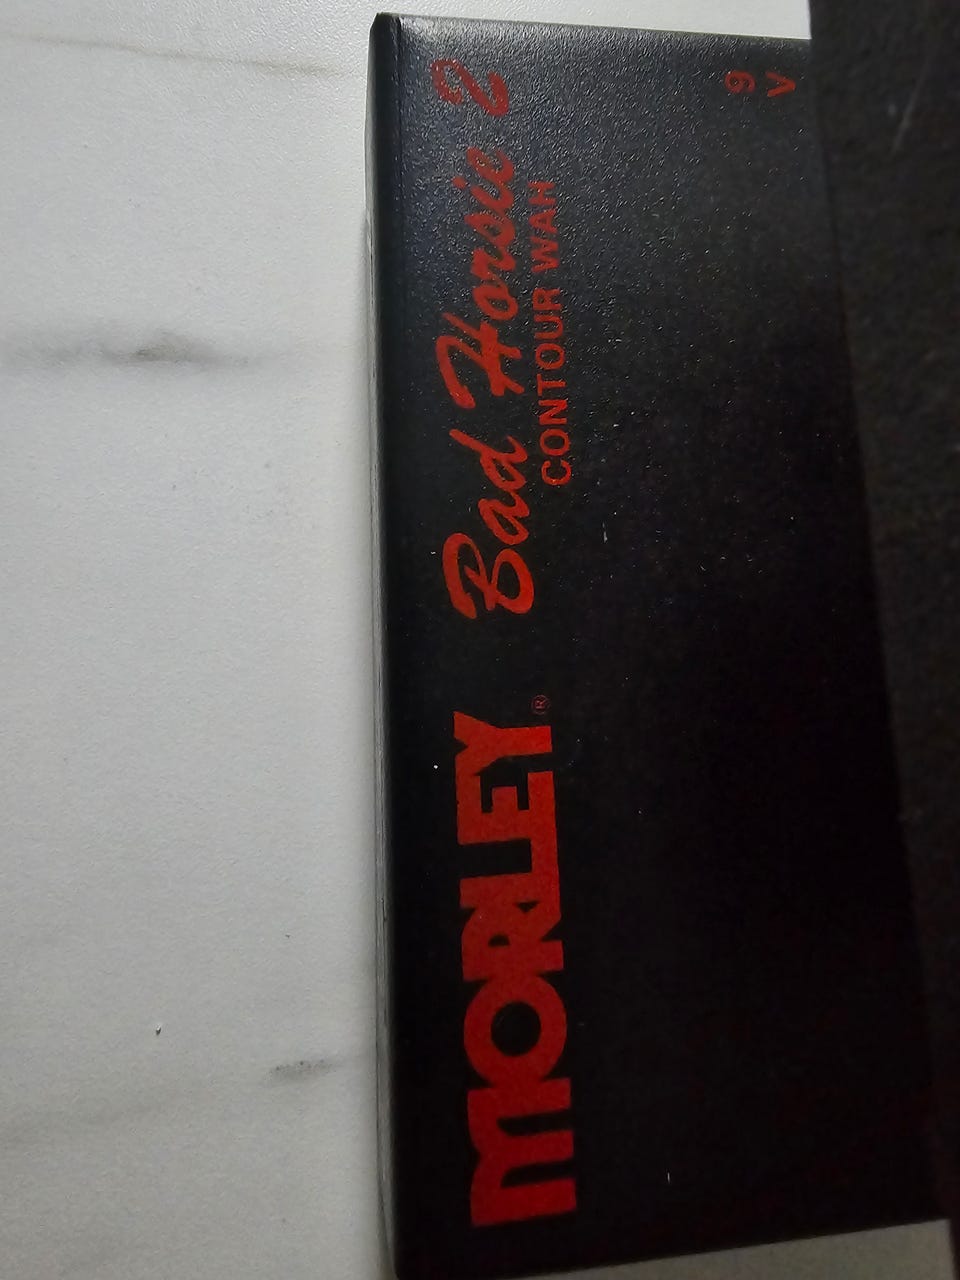 MORLEY® Bad Horsie 2
CONTOUR WAH
9
V